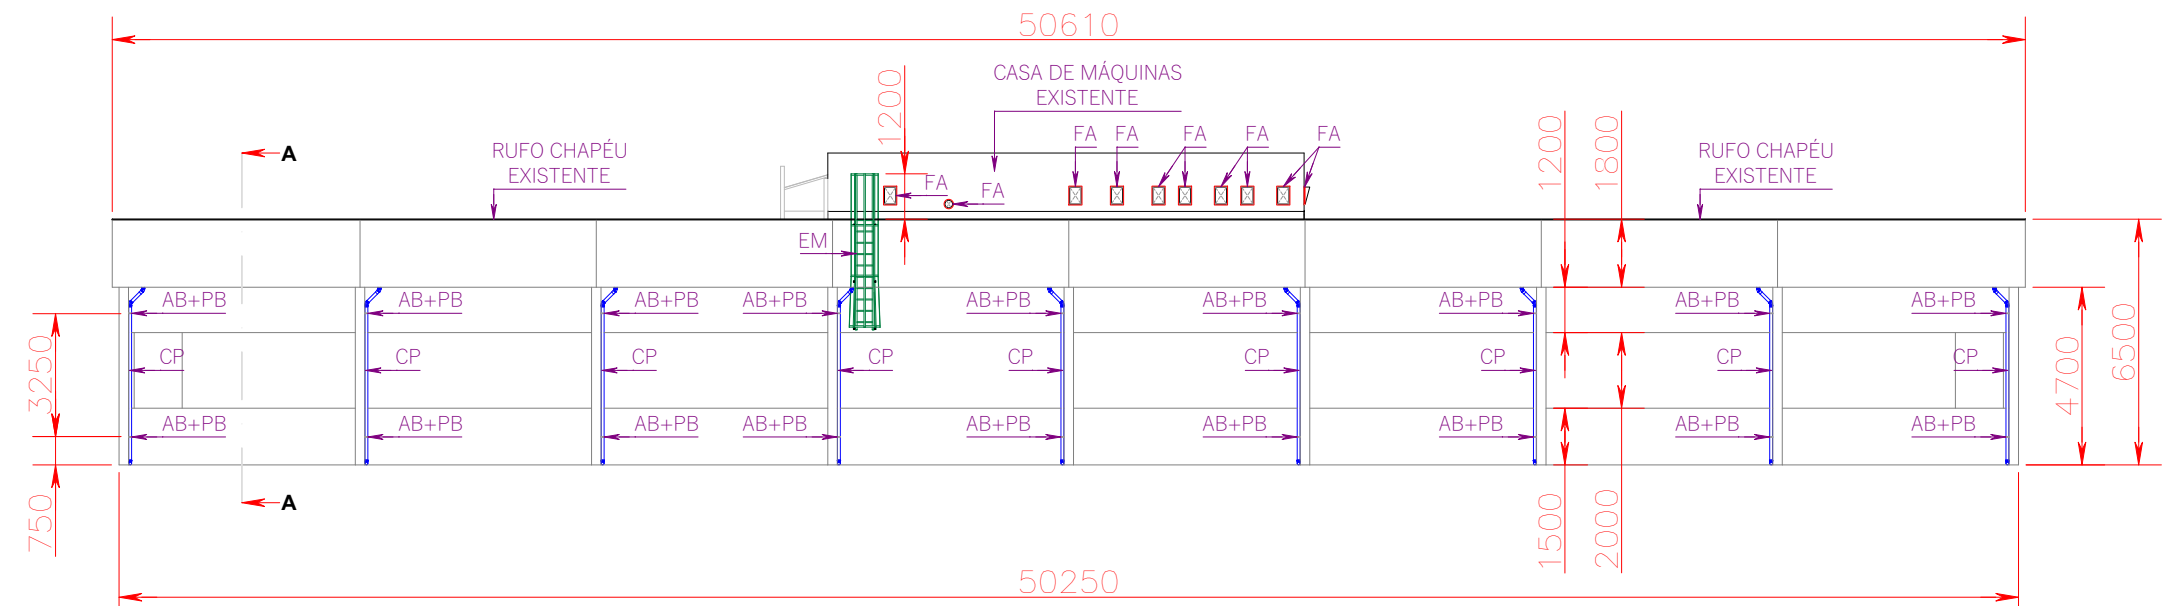 50610
CASA DE MÁQUINAS
EXISTENTE
1200
FA FA FA FA FA
1200
1800
A
RUFO CHAPÉU
EXISTENTE
RUFO CHAPÉU
EXISTENTE
FA
FA
EM
AB+PB AB+PB AB+PB AB+PB AB+PB AB+PB AB+PB AB+PB AB+PB
3250
CP CP CP CP CP CP CP CP CP
4700
6500
AB+PB AB+PB AB+PB AB+PB AB+PB AB+PB AB+PB AB+PB AB+PB
750
A
1500
2000
50250